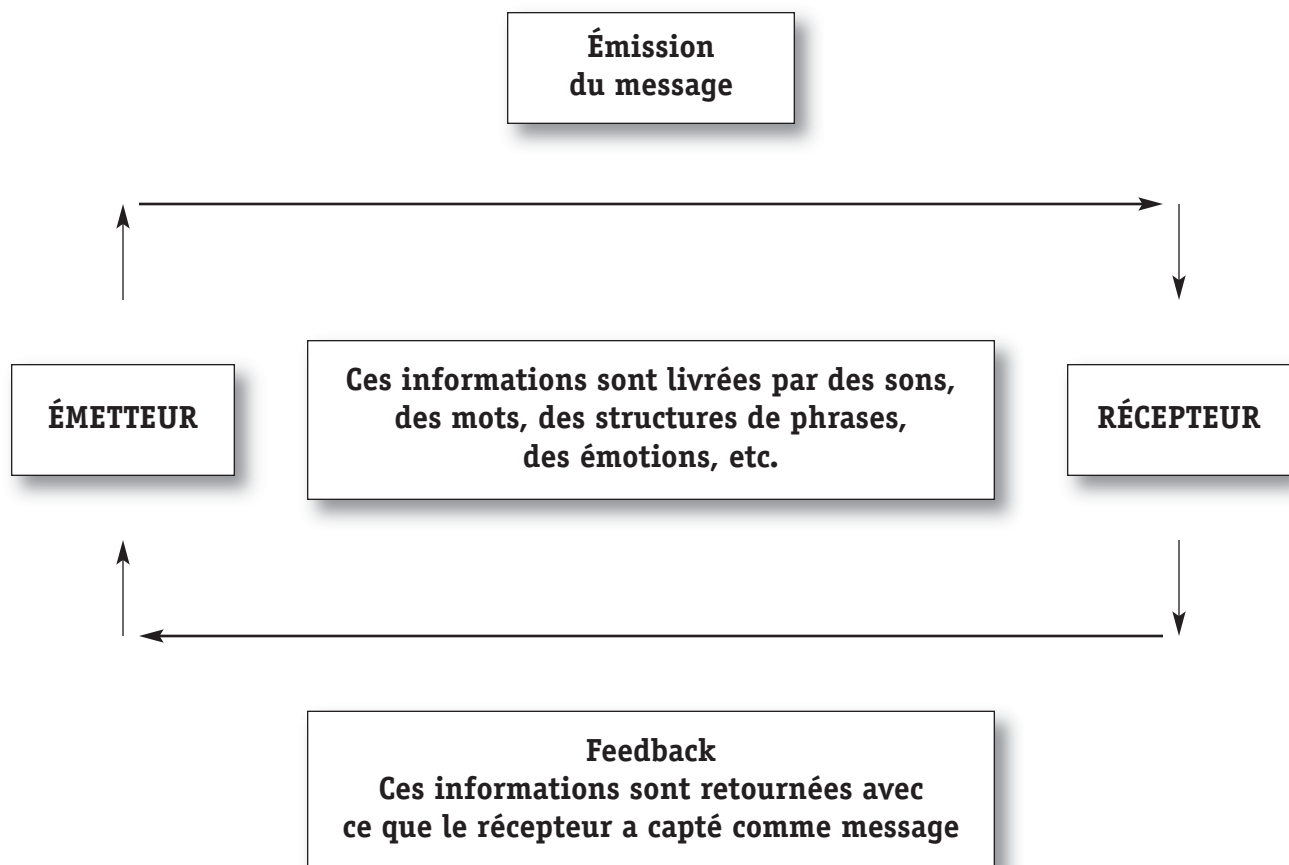 Émission
du message
ÉMETTEUR
Ces informations sont livrées par des sons,
des mots, des structures de phrases,
des émotions, etc.
RÉCEPTEUR
Feedback
Ces informations sont retournées avec
ce que le récepteur a capté comme message